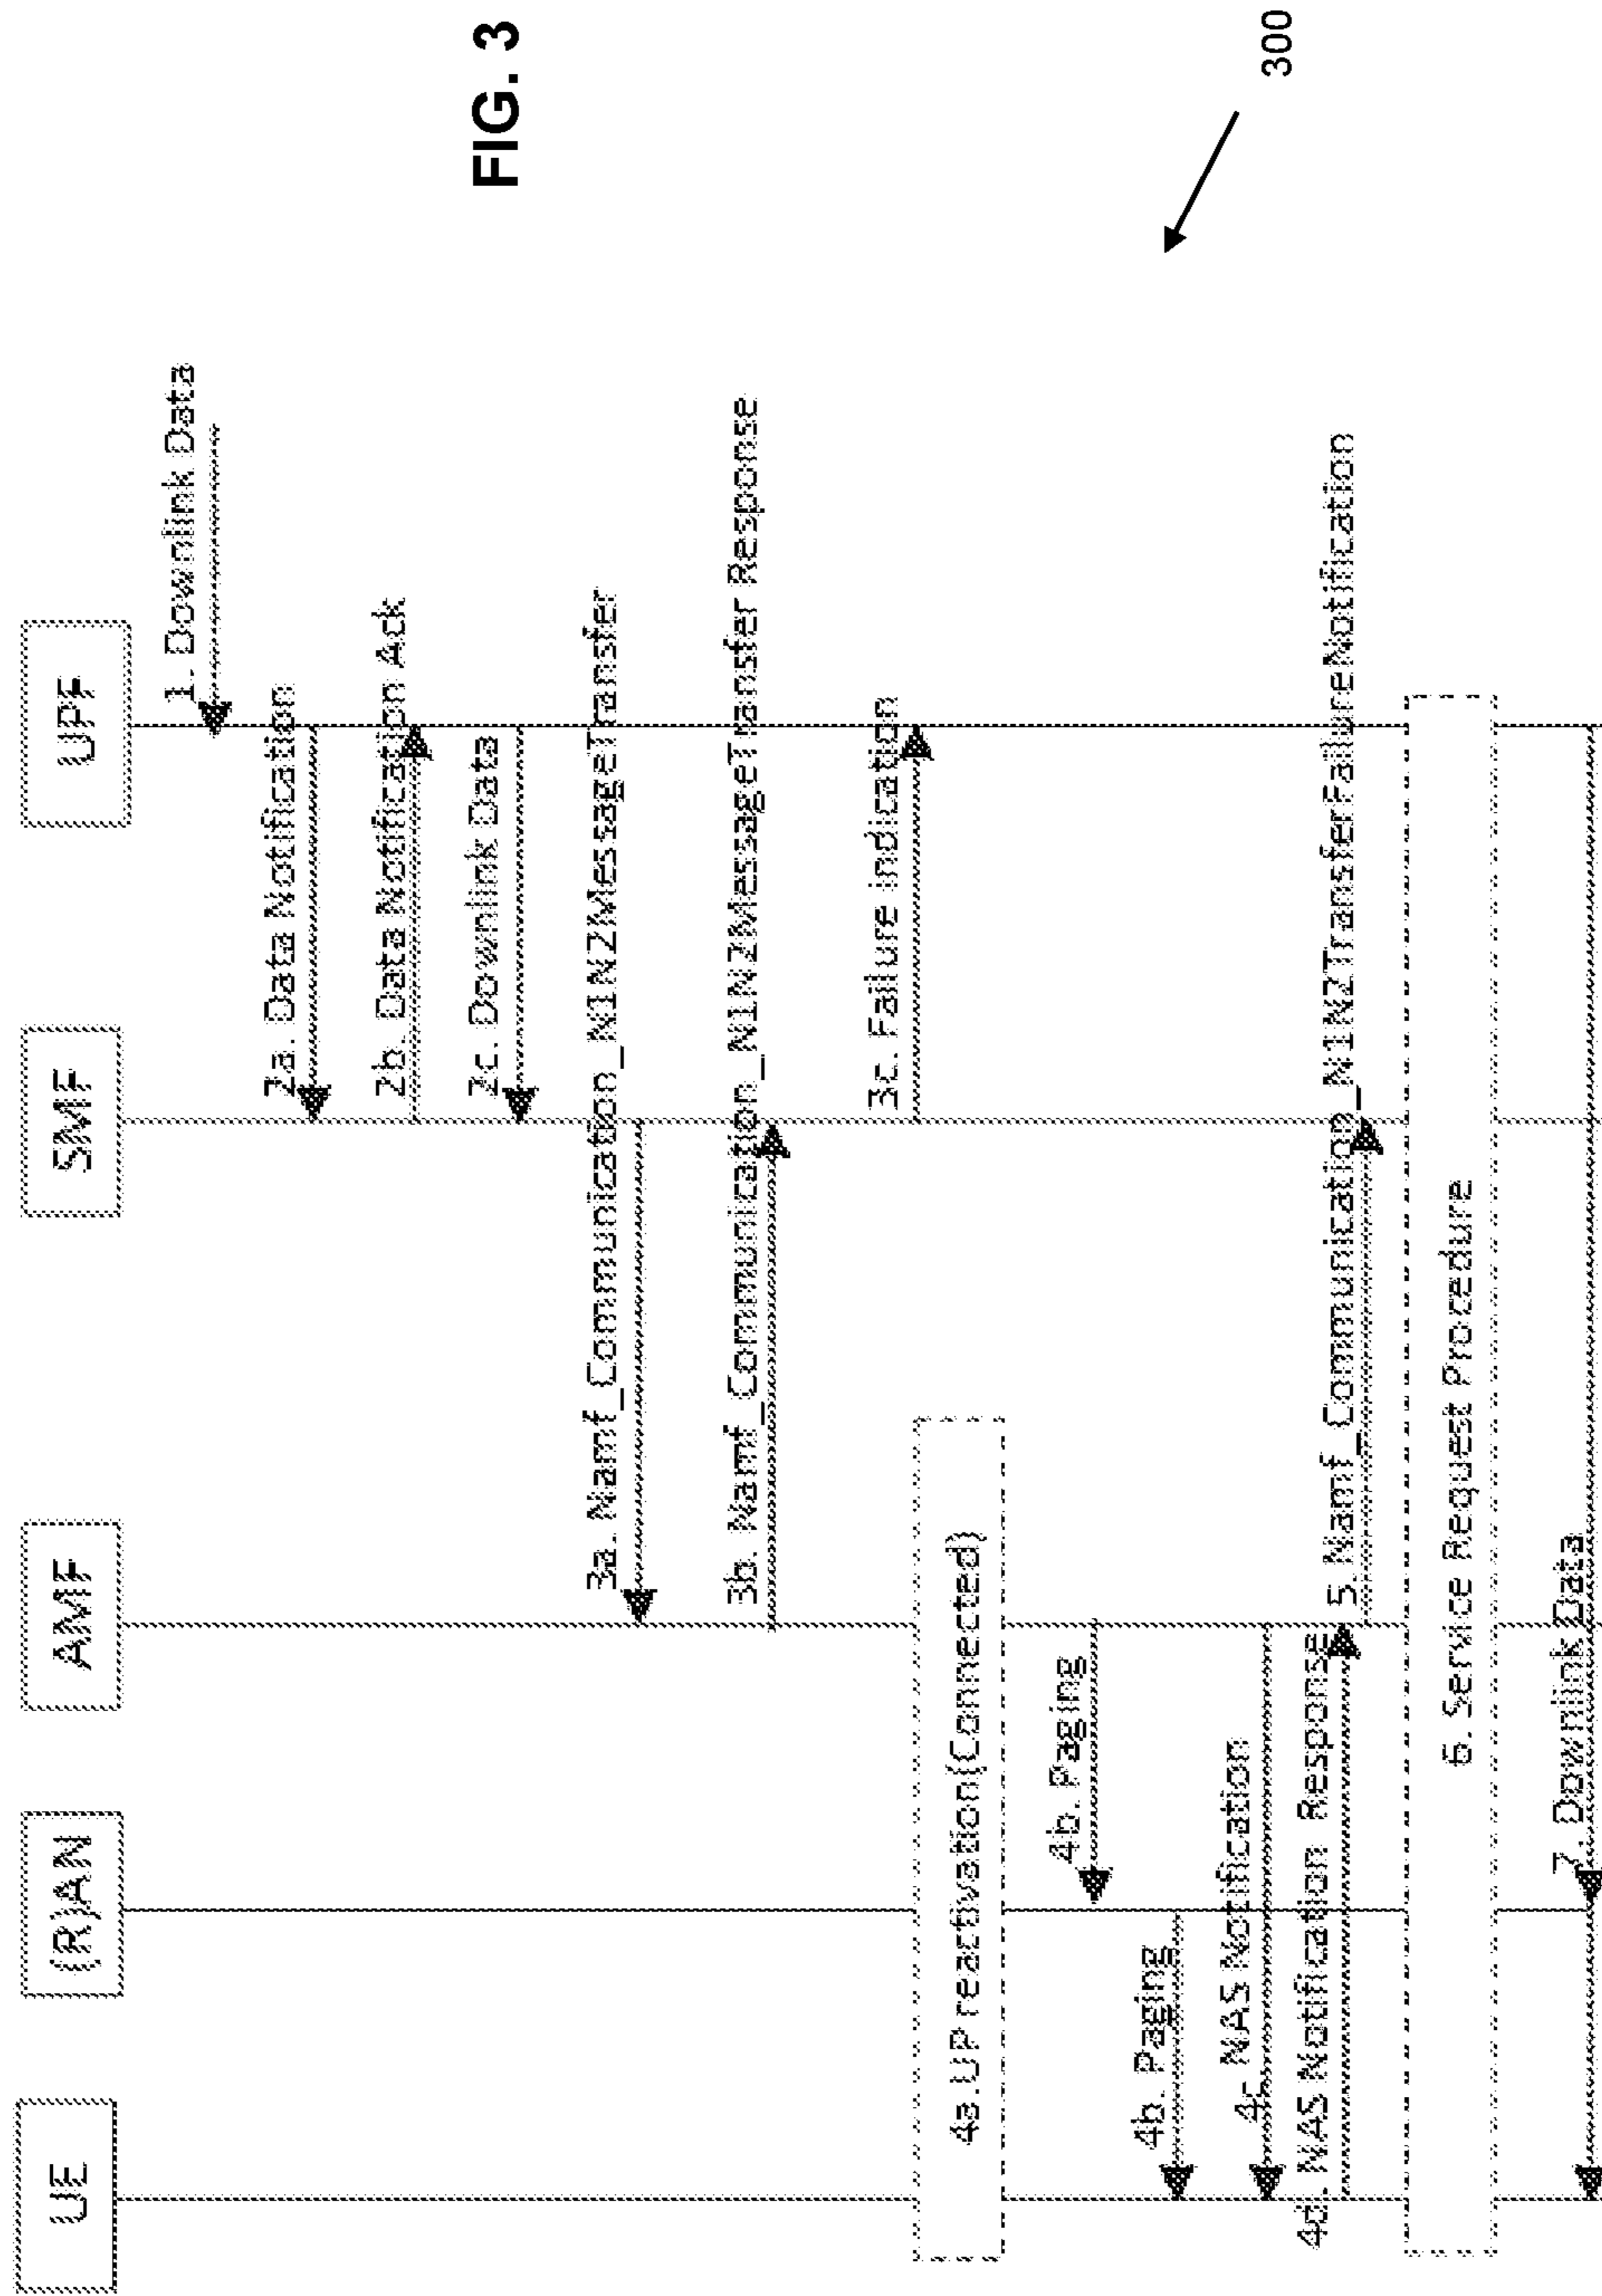 FIG. 3
300
UE
(R)AN
AMF
SMF
UPF
1. Downlink Data
2a. Data Notification
2b. Data Notification Ack
2c. Downlink Data
3a. Namf_Communication_N1N2MessageTransfer
3b. Namf_Communication_N1N2MessageTransfer Response
3c. Failure indication
4a.UP reactivation(Connected)
4b. Paging
4b. Paging
4c. NAS Notification
4d. NAS Notification Response
5. Namf_Communication_N1N2TransferFailureNotification
6. Service Request Procedure
7. Downlink Data